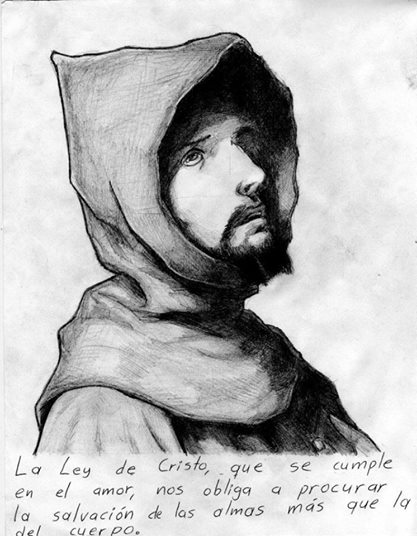 La Ley de Cristo, que se cumple
en el amor, nos obliga a procurar
la salvación de las almas más que la
del cuerpo.